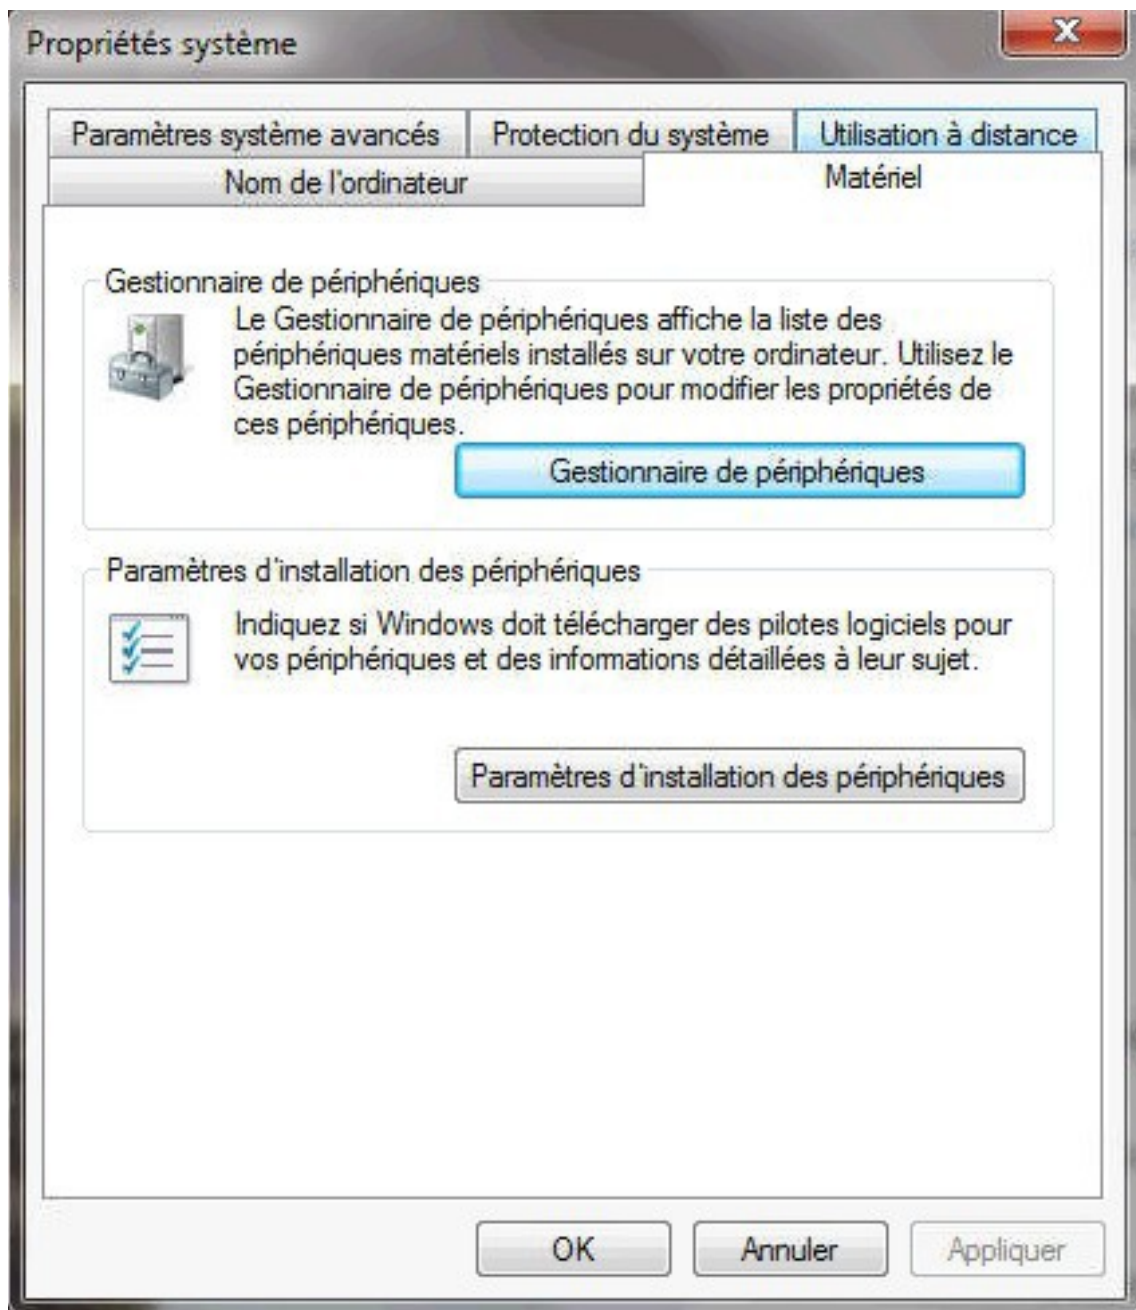 Propriétés système
Paramètres système avancés
Protection du système
Utilisation à distance
Nom de l'ordinateur
Matériel
Gestionnaire de périphériques
Le Gestionnaire de périphériques affiche la liste des
périphériques matériels installés sur votre ordinateur. Utilisez le
Gestionnaire de périphériques pour modifier les propriétés de
ces périphériques.
Gestionnaire de périphériques
Paramètres d'installation des périphériques
Indiquez si Windows doit télécharger des pilotes logiciels pour
vos périphériques et des informations détaillées à leur sujet.
Paramètres d'installation des périphériques
OK
Annuler
Appliquer